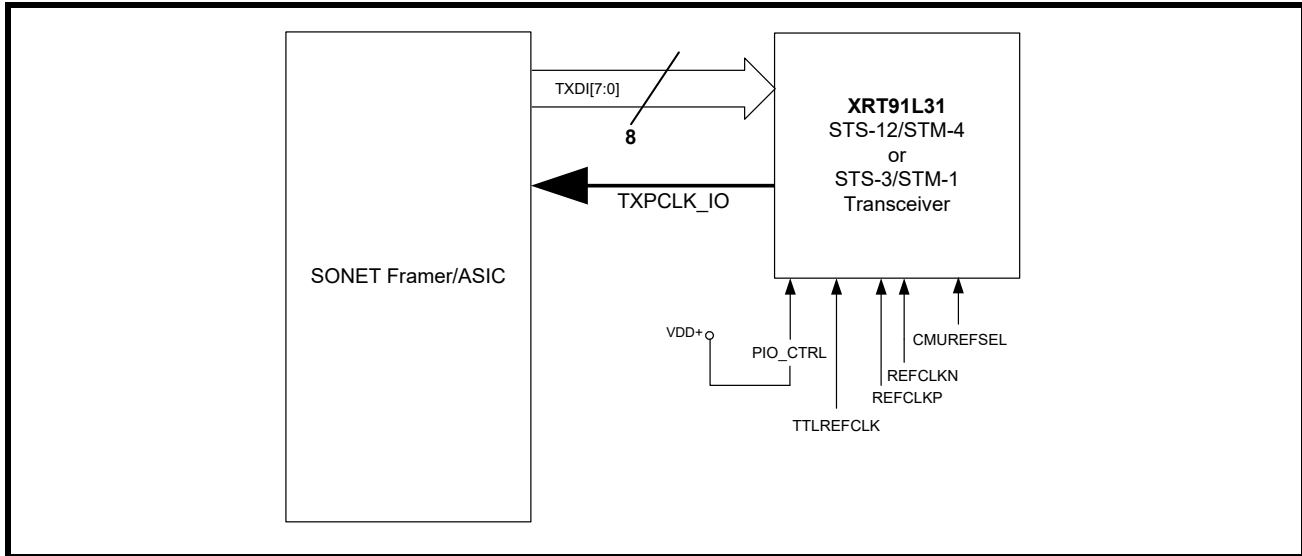 TXDI[7:0]
8
TXPCLK_IO
SONET Framer/ASIC
XRT91L31
STS-12/STM-4
or
STS-3/STM-1
Transceiver
VDD+
PIO_CTRL
CMUREFSEL
REFCLKN
REFCLKP
TTLREFCLK